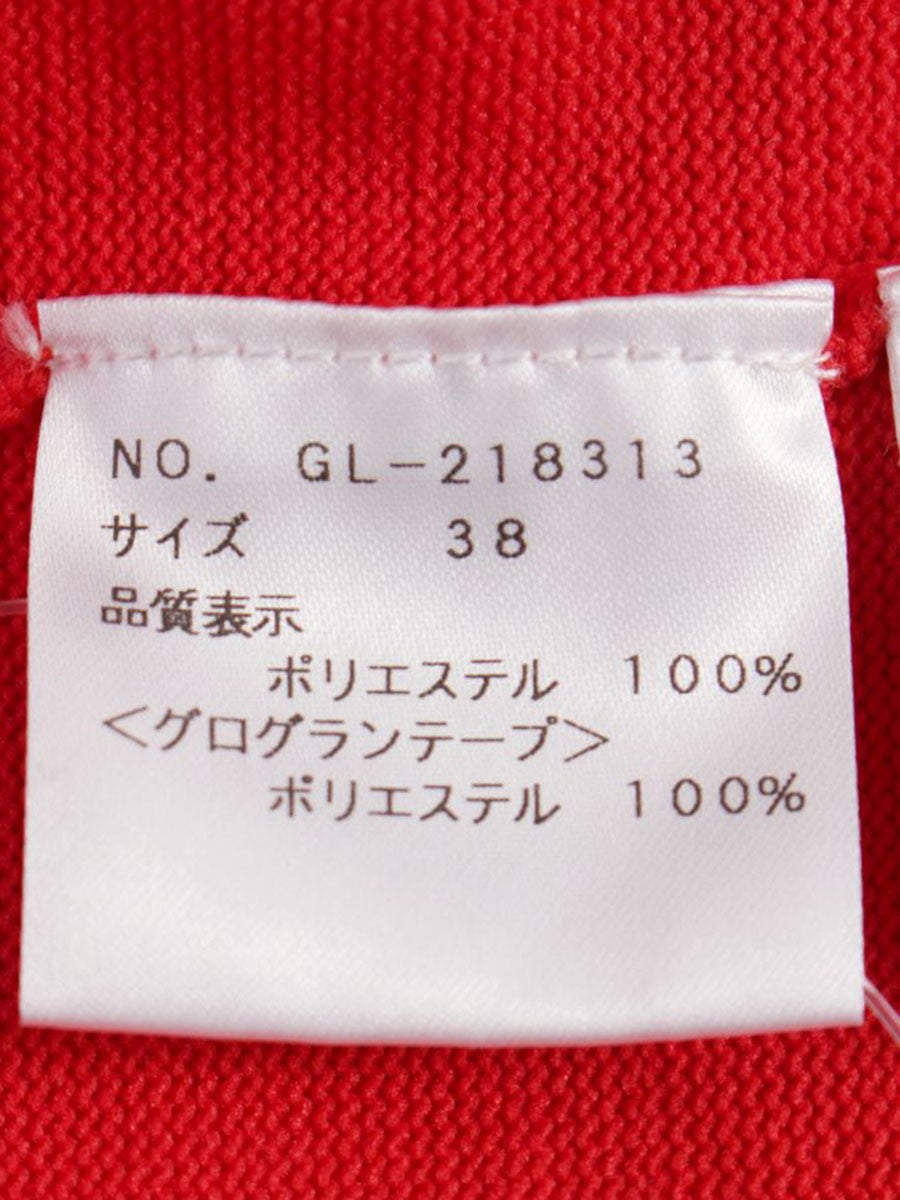 NO. GL-218313
サイズ 38
品質表示
ポリエステル 100%
<グログランテープ>
ポリエステル 100%